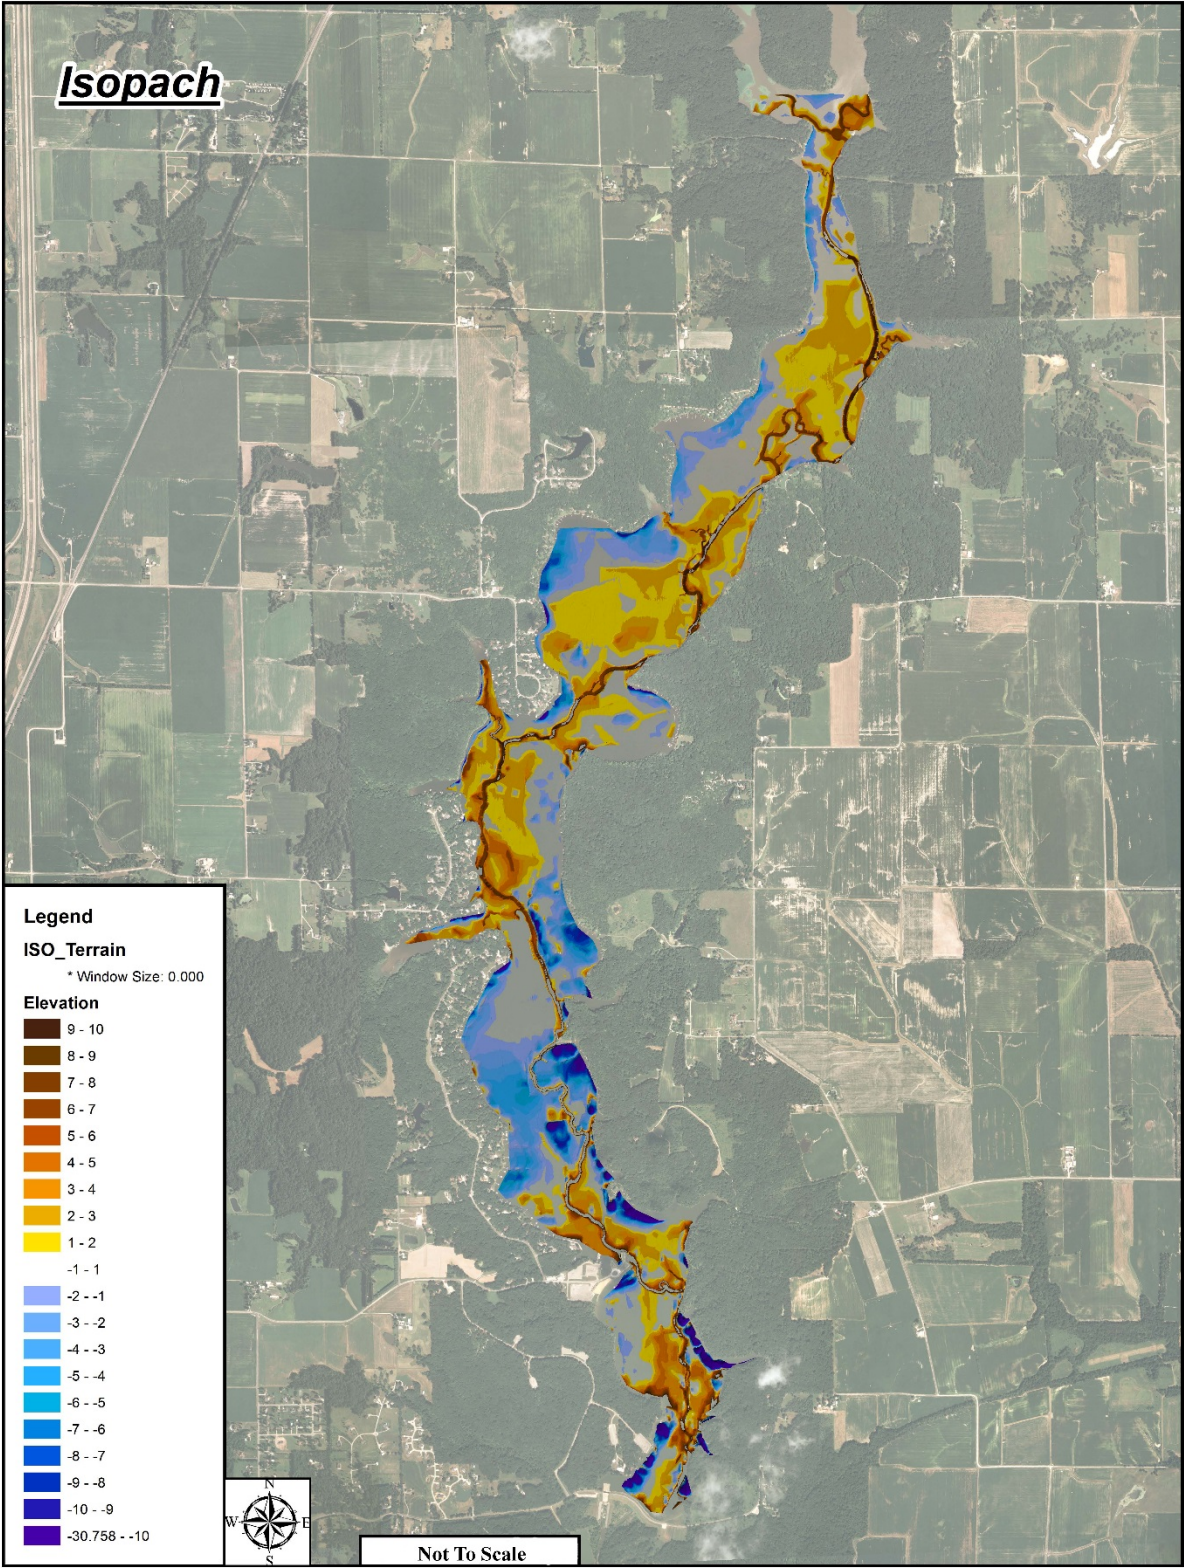 Isopach
Legend
ISO_Terrain
* Window Size: 0.000
Elevation
9 - 10
8 - 9
7 - 8
6 - 7
5 - 6
4 - 5
3 - 4
2 - 3
1 - 2
-1 - 1
-2 - -1
-3 - -2
-4 - -3
-5 - -4
-6 - -5
-7 - -6
-8 - -7
-9 - -8
-10 - -9
-30.758 - -10
N
W E
S
Not To Scale